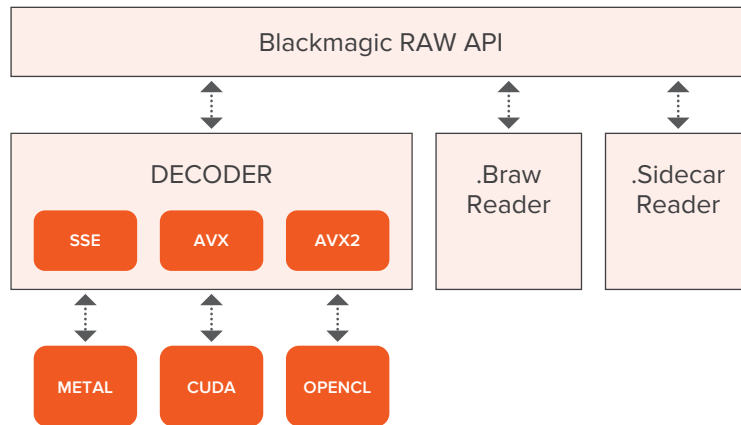 Blackmagic RAW API
DECODER
SSE
AVX
AVX2
.Braw
Reader
.Sidecar
Reader
METAL
CUDA
OPENCL